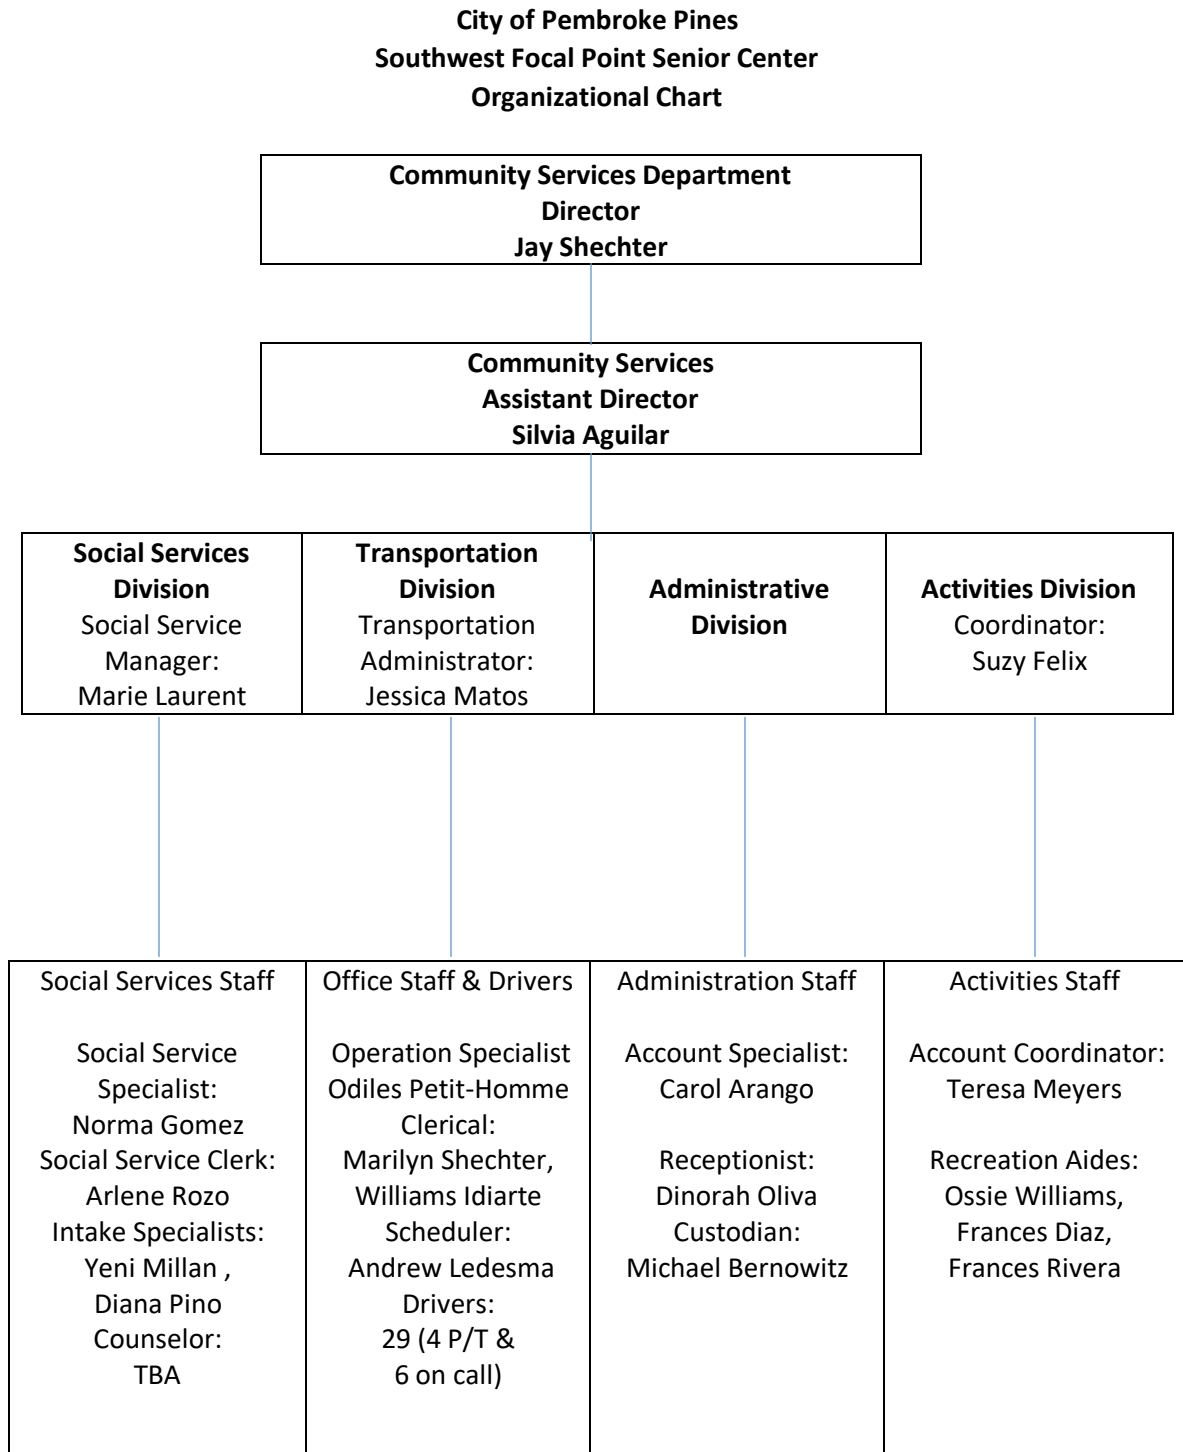 City of Pembroke Pines
Southwest Focal Point Senior Center
Organizational Chart
Community Services Department
Director
Jay Shechter
Community Services
Assistant Director
Silvia Aguilar
Social Services
Division
Social Service
Manager:
Marie Laurent
Transportation
Division
Transportation
Administrator:
Jessica Matos
Administrative
Division
Activities Division
Coordinator:
Suzy Felix
Social Services Staff
Social Service
Specialist:
Norma Gomez
Social Service Clerk:
Arlene Rozo
Intake Specialists:
Yeni Millan ,
Diana Pino
Counselor:
TBA
Office Staff & Drivers
Operation Specialist
Odiles Petit-Homme
Clerical:
Marilyn Shechter,
Williams Idiarte
Scheduler:
Andrew Ledesma
Drivers:
29 (4 P/T &
6 on call)
Administration Staff
Account Specialist:
Carol Arango
Receptionist:
Dinorah Oliva
Custodian:
Michael Bernowitz
Activities Staff
Account Coordinator:
Teresa Meyers
Recreation Aides:
Ossie Williams,
Frances Diaz,
Frances Rivera